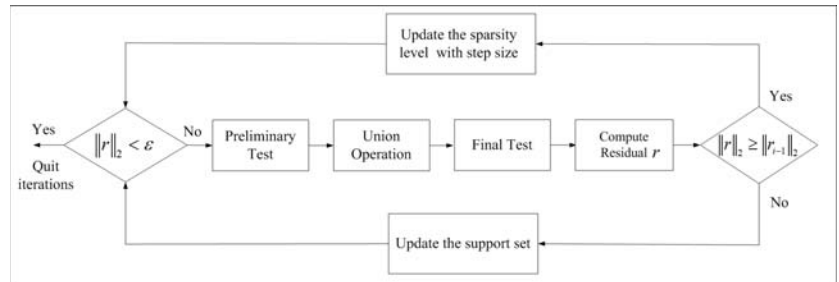 Update the sparsity
level with step size
Yes
Quit
iterations
‖r‖₂ < ε
No
Preliminary
Test
Union
Operation
Final Test
Compute
Residual r
‖r‖₂ ≥ ‖rᵢ₋₁‖₂
Yes
No
Update the support set